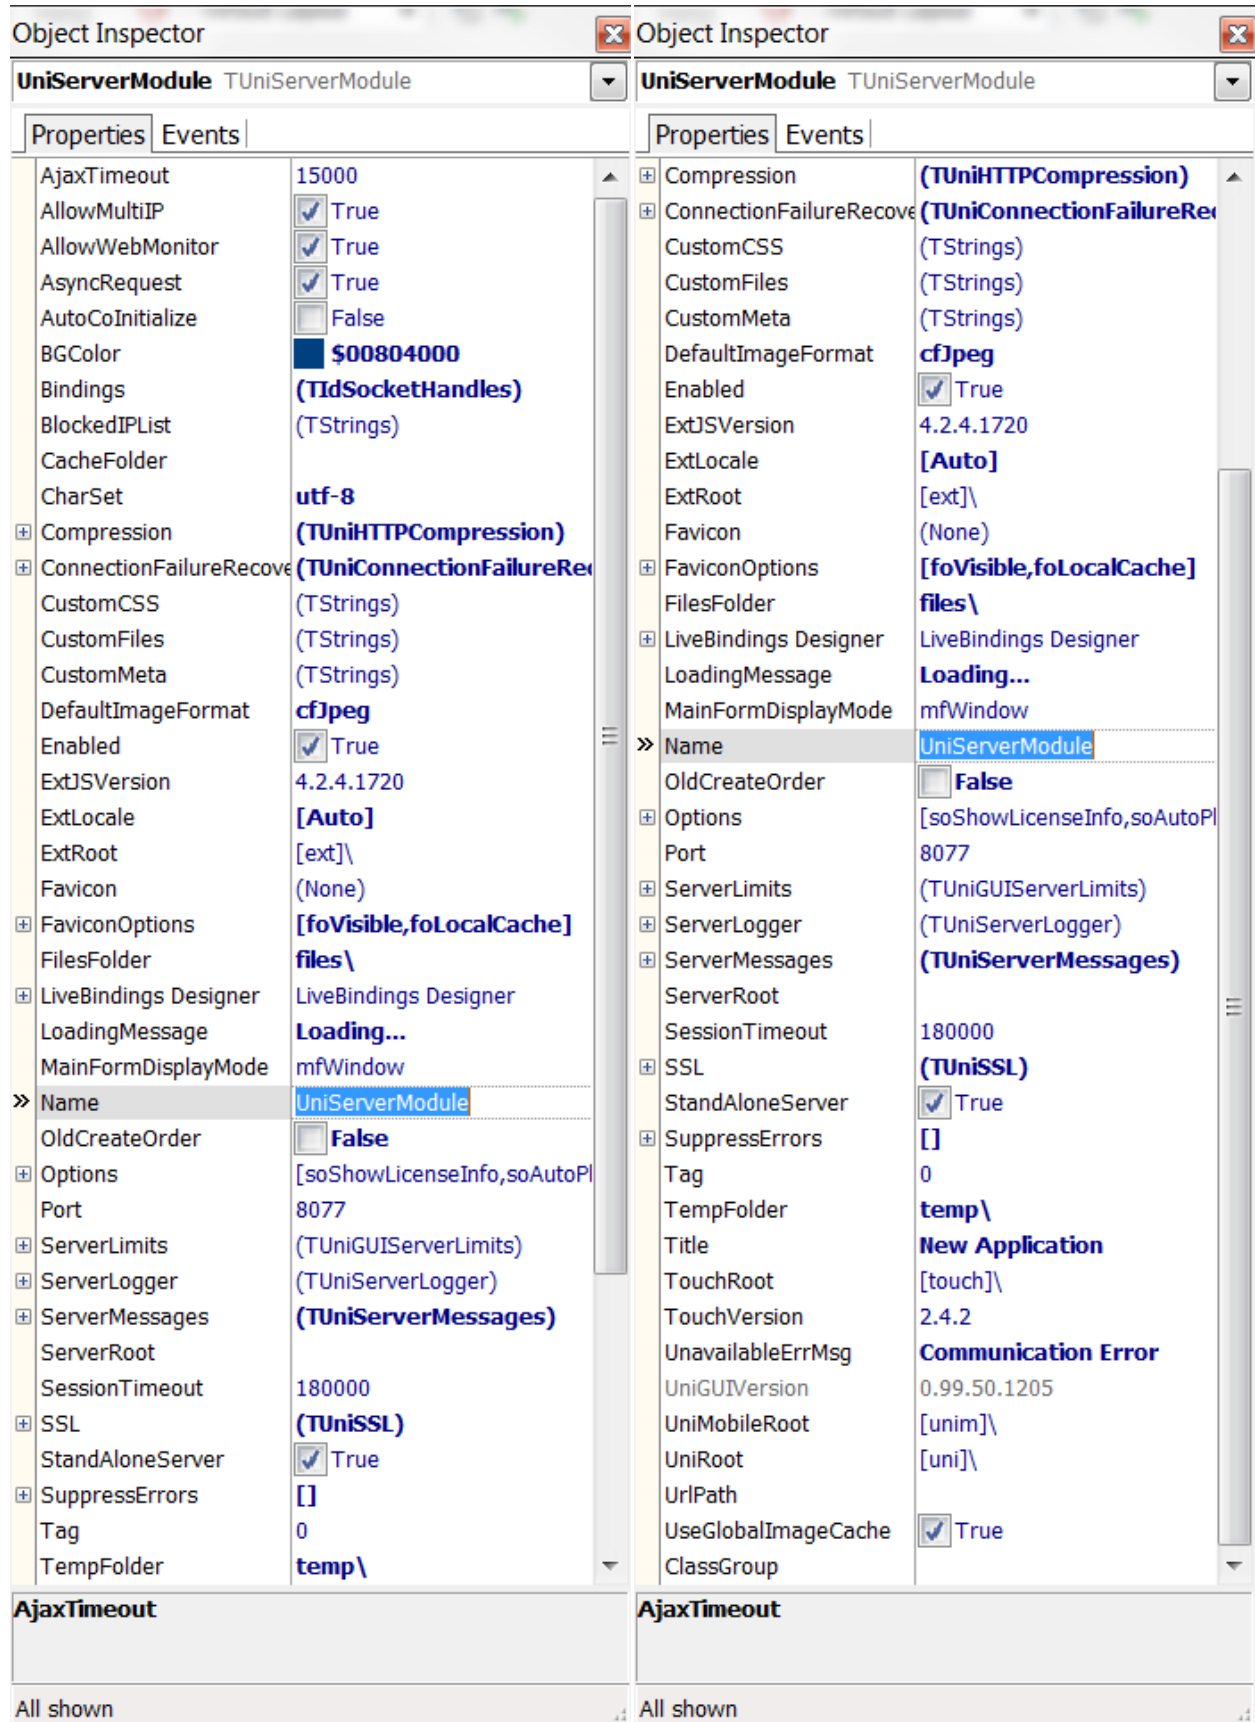 Object Inspector
UniServerModule TUniServerModule
Properties Events
AjaxTimeout 15000
AllowMultiIP True
AllowWebMonitor True
AsyncRequest True
AutoCoInitialize False
BGColor $00804000
Bindings (TIdSocketHandles)
BlockedIPList (TStrings)
CacheFolder
CharSet utf-8
Compression (TUniHTTPCompression)
ConnectionFailureRecove (TUniConnectionFailureRe
CustomCSS (TStrings)
CustomFiles (TStrings)
CustomMeta (TStrings)
DefaultImageFormat cfJpeg
Enabled True
ExtJSVersion 4.2.4.1720
ExtLocale [Auto]
ExtRoot [ext]\
Favicon (None)
FaviconOptions [foVisible,foLocalCache]
FilesFolder files\
LiveBindings Designer LiveBindings Designer
LoadingMessage Loading...
MainFormDisplayMode mfWindow
» Name UniServerModule
OldCreateOrder False
Options [soShowLicenseInfo,soAutoPl
Port 8077
ServerLimits (TUniGUIServerLimits)
ServerLogger (TUniServerLogger)
ServerMessages (TUniServerMessages)
ServerRoot
SessionTimeout 180000
SSL (TUniSSL)
StandAloneServer True
SuppressErrors []
Tag 0
TempFolder temp\
AjaxTimeout
All shown
Object Inspector
UniServerModule TUniServerModule
Properties Events
Compression (TUniHTTPCompression)
ConnectionFailureRecove (TUniConnectionFailureRe
CustomCSS (TStrings)
CustomFiles (TStrings)
CustomMeta (TStrings)
DefaultImageFormat cfJpeg
Enabled True
ExtJSVersion 4.2.4.1720
ExtLocale [Auto]
ExtRoot [ext]\
Favicon (None)
FaviconOptions [foVisible,foLocalCache]
FilesFolder files\
LiveBindings Designer LiveBindings Designer
LoadingMessage Loading...
MainFormDisplayMode mfWindow
» Name UniServerModule
OldCreateOrder False
Options [soShowLicenseInfo,soAutoPl
Port 8077
ServerLimits (TUniGUIServerLimits)
ServerLogger (TUniServerLogger)
ServerMessages (TUniServerMessages)
ServerRoot
SessionTimeout 180000
SSL (TUniSSL)
StandAloneServer True
SuppressErrors []
Tag 0
TempFolder temp\
Title New Application
TouchRoot [touch]\
TouchVersion 2.4.2
UnavailableErrMsg Communication Error
UniGUIVersion 0.99.50.1205
UniMobileRoot [unim]\
UniRoot [uni]\
UrlPath
UseGlobalImageCache True
ClassGroup
AjaxTimeout
All shown